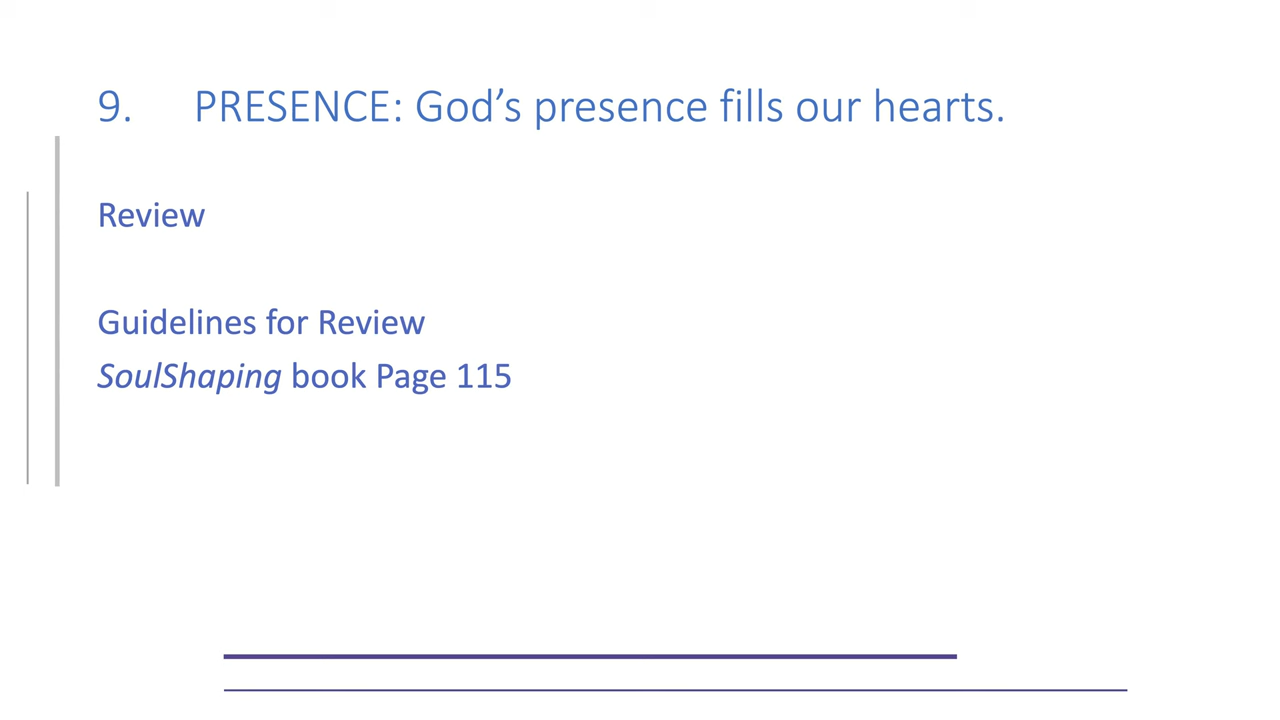 9. PRESENCE: God’s presence fills our hearts.
Review
Guidelines for Review
SoulShaping book Page 115